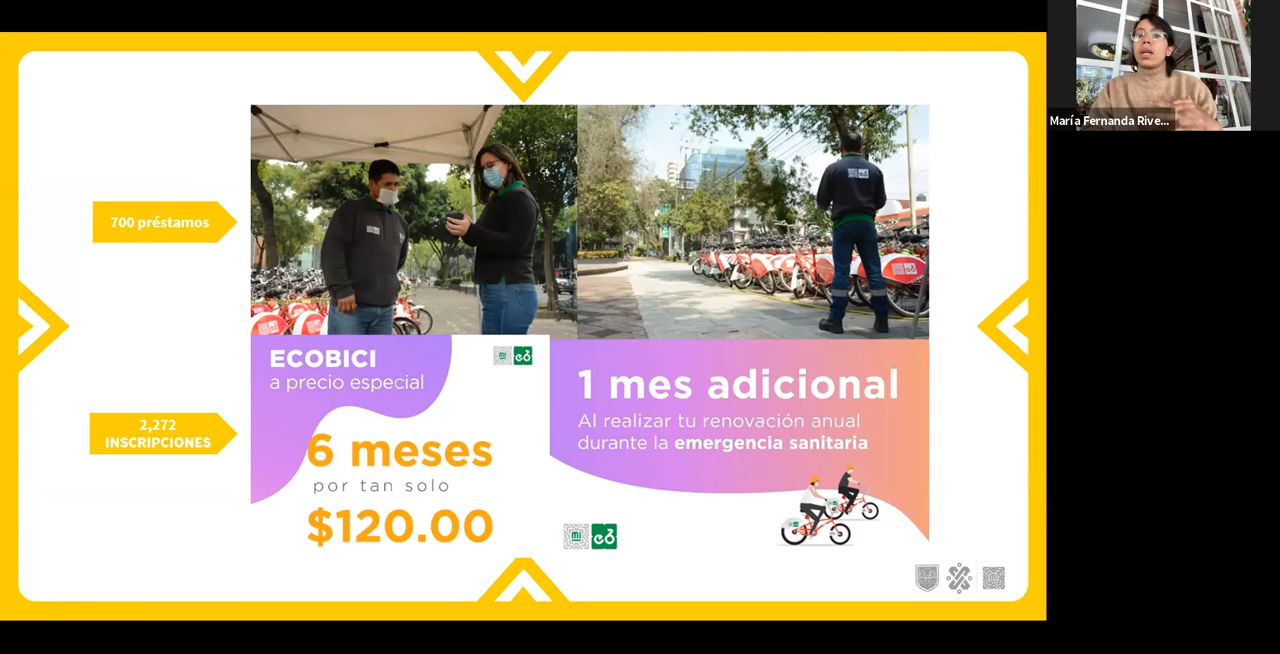 María Fernanda Rive...
700 préstamos
2,272
INSCRIPCIONES
ECOBICI
a precio especial
6 meses
por tan solo
$120.00
1 mes adicional
Al realizar tu renovación anual
durante la emergencia sanitaria